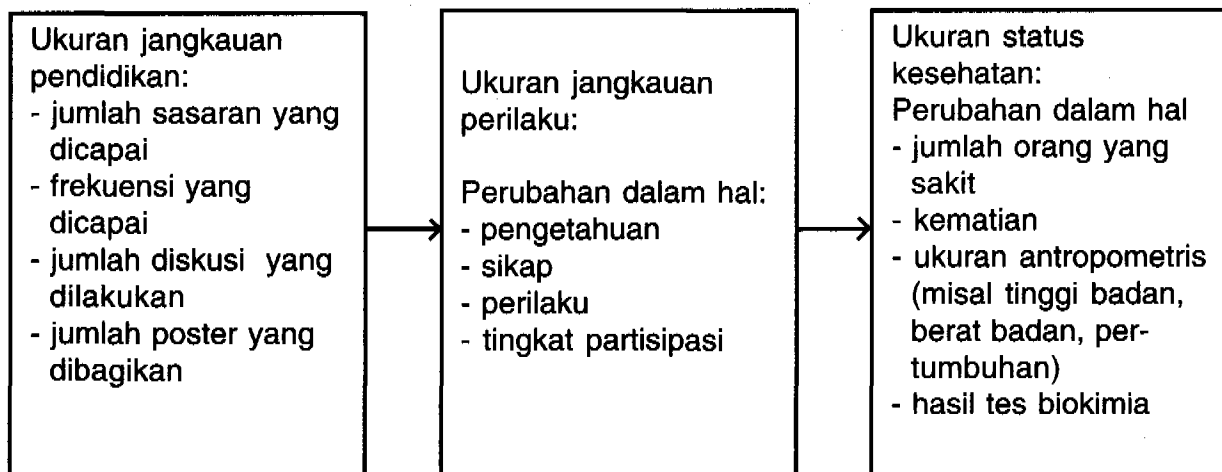 Ukuran jangkauan
pendidikan:
- jumlah sasaran yang
dicapai
- frekuensi yang
dicapai
- jumlah diskusi yang
dilakukan
- jumlah poster yang
dibagikan
Ukuran jangkauan
perilaku:
Perubahan dalam hal:
- pengetahuan
- sikap
- perilaku
- tingkat partisipasi
Ukuran status
kesehatan:
Perubahan dalam hal
- jumlah orang yang
sakit
- kematian
- ukuran antropometris
(misal tinggi badan,
berat badan, per-
tumbuhan)
- hasil tes biokimia